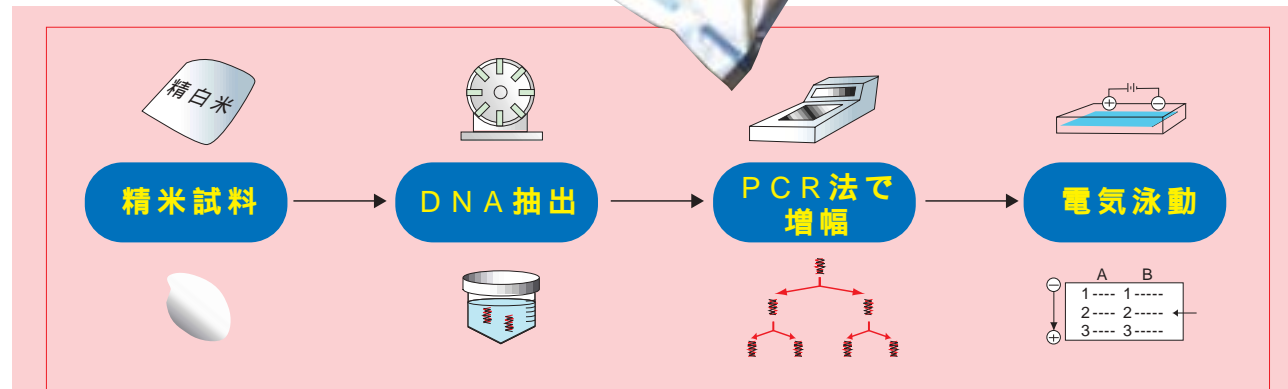 精白米
精米試料
DNA抽出
PCR法で
増幅
電気泳動
A B
1---- 1-----
2---- 2-----
3---- 3-----